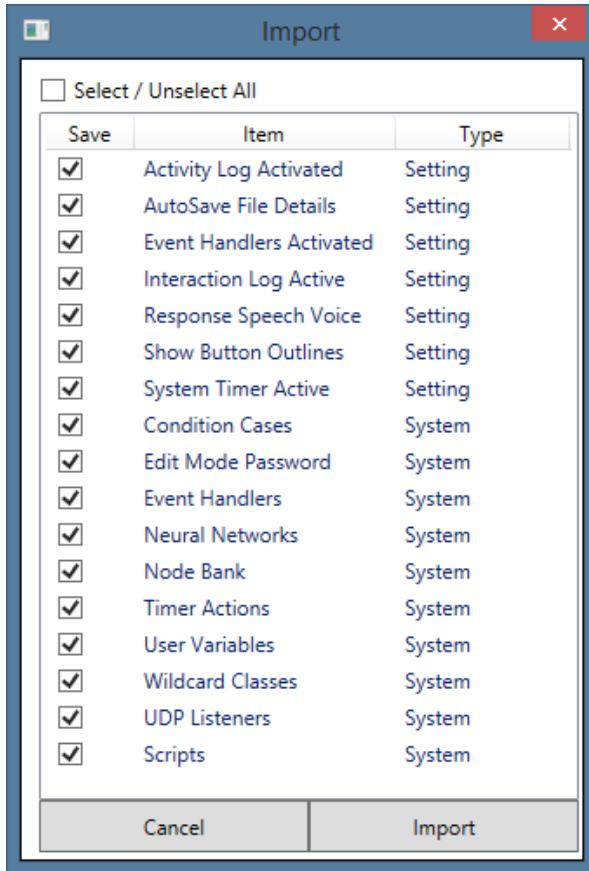 Import
Select / Unselect All
Save Item Type
Activity Log Activated Setting
AutoSave File Details Setting
Event Handlers Activated Setting
Interaction Log Active Setting
Response Speech Voice Setting
Show Button Outlines Setting
System Timer Active Setting
Condition Cases System
Edit Mode Password System
Event Handlers System
Neural Networks System
Node Bank System
Timer Actions System
User Variables System
Wildcard Classes System
UDP Listeners System
Scripts System
Cancel Import